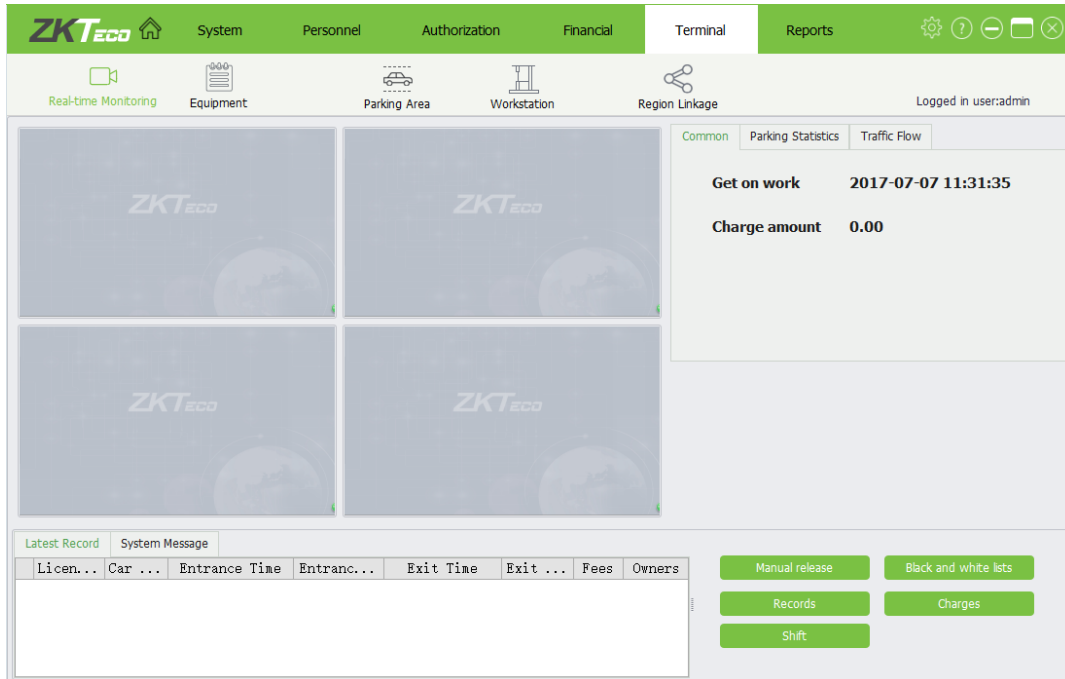 ZKTeco System Personnel Authorization Financial Terminal Reports
Real-time Monitoring Equipment Parking Area Workstation Region Linkage Logged in user:admin
Common Parking Statistics Traffic Flow
Get on work 2017-07-07 11:31:35
ZKTeco ZKTeco
Charge amount 0.00
ZKTeco ZKTeco
Latest Record System Message
Licen... Car ... Entrance Time Entranc... Exit Time Exit ... Fees Owners
Manual release Black and white lists
Records Charges
Shift